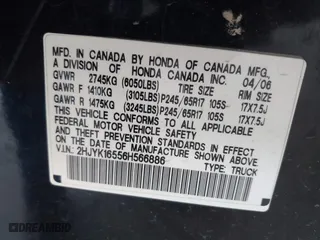 MFD. IN CANADA BY HONDA OF CANADA MFG.,
A DIVISION OF HONDA CANADA INC. 04/06
GVWR 2745KG (6050LBS) TIRE SIZE RIM SIZE
GAWR F 1410KG (3105LBS)P245/65R17 105S 17X7.5J
GAWR R 1475KG (3245LBS)P245/65R17 105S 17X7.5J
THIS VEHICLE CONFORMS TO ALL APPLICABLE
FEDERAL MOTOR VEHICLE SAFETY STANDARDS IN
EFFECT ON THE DATE OF MANUFACTURE SHOWN ABOVE.
V.I.N.: 2HJYK16556H566886 TYPE: TRUCK